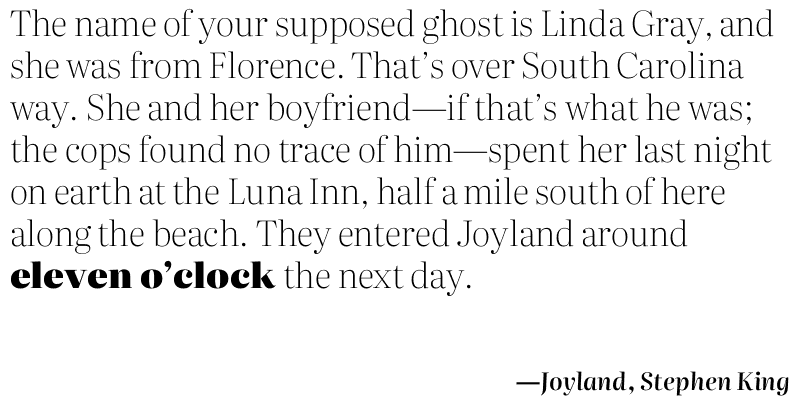 The name of your supposed ghost is Linda Gray, and
she was from Florence. That’s over South Carolina
way. She and her boyfriend—if that’s what he was;
the cops found no trace of him—spent her last night
on earth at the Luna Inn, half a mile south of here
along the beach. They entered Joyland around
eleven o’clock the next day.
—Joyland, Stephen King